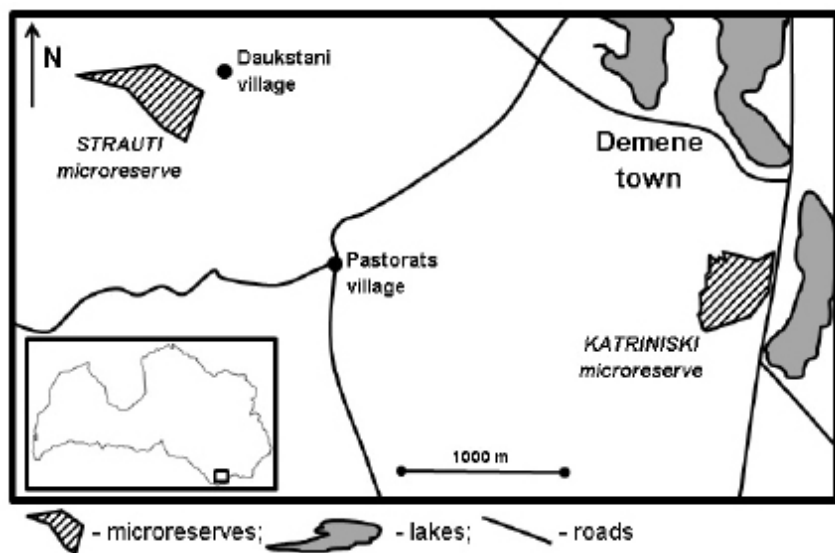 N
Daukstani
village
STRAUTI
microreserve
Demene
town
Pastorats
village
KATRINISKI
microreserve
1000 m
- microreserves; - lakes; - roads